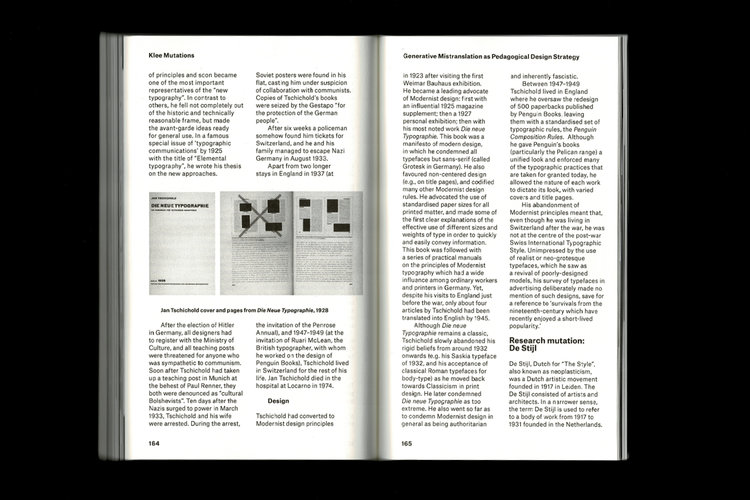 Klee Mutations
of principles and soon became
one of the most important
representatives of the "new
typography". In contrast to
others, he fell not completely out
of the historic and technically
reasonable frame, but made
the avant-garde ideas ready
for general use. In a famous
special issue of 'typographic
communications' by 1925
with the title of "Elemental
typography", he wrote his thesis
on the new approaches.
Soviet posters were found in his
flat, casting him under suspicion
of collaboration with communists.
Copies of Tschichold's books
were seized by the Gestapo "for
the protection of the German
people".
After six weeks a policeman
somehow found him tickets for
Switzerland, and he and his
family managed to escape Nazi
Germany in August 1933.
Apart from two longer
stays in England in 1937 (at
JAN TSCHICHOLD
DIE NEUE TYPOGRAPHIE
Jan Tschichold cover and pages from Die Neue Typographie, 1928
After the election of Hitler
in Germany, all designers had
to register with the Ministry of
Culture, and all teaching posts
were threatened for anyone who
was sympathetic to communism.
Soon after Tschichold had taken
up a teaching post in Munich at
the behest of Paul Renner, they
both were denounced as "cultural
Bolshevists". Ten days after the
Nazis surged to power in March
1933, Tschichold and his wife
were arrested. During the arrest,
the invitation of the Penrose
Annual), and 1947–1949 (at the
invitation of Ruari McLean, the
British typographer, with whom
he worked on the design of
Penguin Books), Tschichold lived
in Switzerland for the rest of his
life. Jan Tschichold died in the
hospital at Locarno in 1974.
Design
Tschichold had converted to
Modernist design principles
164
Generative Mistranslation as Pedagogical Design Strategy
in 1923 after visiting the first
Weimar Bauhaus exhibition.
He became a leading advocate
of Modernist design: first with
an influential 1925 magazine
supplement; then a 1927
personal exhibition; then with
his most noted work Die neue
Typographie. This book was a
manifesto of modern design,
in which he condemned all
typefaces but sans-serif (called
Grotesk in Germany). He also
favoured non-centered design
(e.g., on title pages), and codified
many other Modernist design
rules. He advocated the use of
standardised paper sizes for all
printed matter, and made some of
the first clear explanations of the
effective use of different sizes and
weights of type in order to quickly
and easily convey information.
This book was followed with
a series of practical manuals
on the principles of Modernist
typography which had a wide
influence among ordinary workers
and printers in Germany. Yet,
despite his visits to England just
before the war, only about four
articles by Tschichold had been
translated into English by 1945.
Although Die neue
Typographie remains a classic,
Tschichold slowly abandoned his
rigid beliefs from around 1932
onwards (e.g. his Saskia typeface
of 1932, and his acceptance of
classical Roman typefaces for
body-type) as he moved back
towards Classicism in print
design. He later condemned
Die neue Typographie as too
extreme. He also went so far as
to condemn Modernist design in
general as being authoritarian
and inherently fascistic.
Between 1947–1949
Tschichold lived in England
where he oversaw the redesign
of 500 paperbacks published
by Penguin Books, leaving
them with a standardised set of
typographic rules, the Penguin
Composition Rules. Although
he gave Penguin's books
(particularly the Pelican range) a
unified look and enforced many
of the typographic practices that
are taken for granted today, he
allowed the nature of each work
to dictate its look, with varied
covers and title pages.
His abandonment of
Modernist principles meant that,
even though he was living in
Switzerland after the war, he was
not at the centre of the post-war
Swiss International Typographic
Style. Unimpressed by the use
of realist or neo-grotesque
typefaces, which he saw as
a revival of poorly-designed
models, his survey of typefaces in
advertising deliberately made no
mention of such designs, save for
a reference to 'survivals from the
nineteenth-century which have
recently enjoyed a short-lived
popularity.'
Research mutation:
De Stijl
De Stijl, Dutch for "The Style",
also known as neoplasticism,
was a Dutch artistic movement
founded in 1917 in Leiden. The
De Stijl consisted of artists and
architects. In a narrower sense,
the term De Stijl is used to refer
to a body of work from 1917 to
1931 founded in the Netherlands.
165